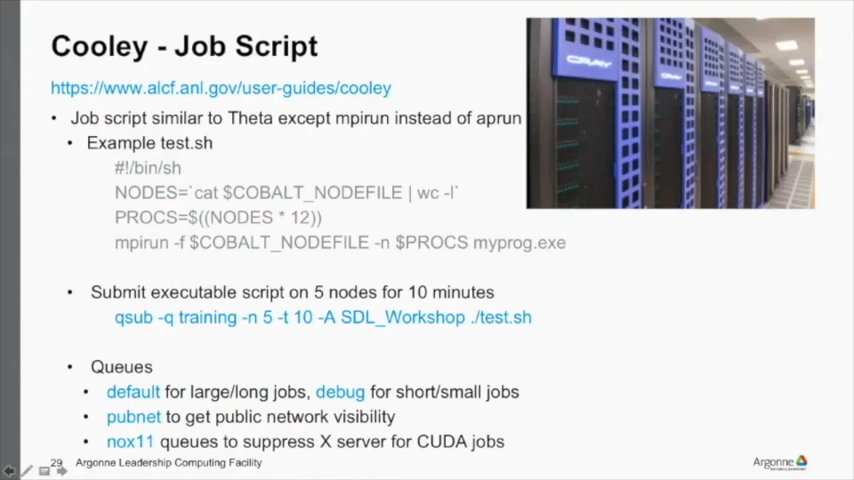 Cooley - Job Script
https://www.alcf.anl.gov/user-guides/cooley
• Job script similar to Theta except mpirun instead of aprun
• Example test.sh
#!/bin/sh
NODES=`cat $COBALT_NODEFILE | wc -l`
PROCS=$((NODES * 12))
mpirun -f $COBALT_NODEFILE -n $PROCS myprog.exe
• Submit executable script on 5 nodes for 10 minutes
qsub -q training -n 5 -t 10 -A SDL_Workshop ./test.sh
• Queues
• default for large/long jobs, debug for short/small jobs
• pubnet to get public network visibility
• nox11 queues to suppress X server for CUDA jobs
CRAY
CRAY
29 Argonne Leadership Computing Facility
Argonne